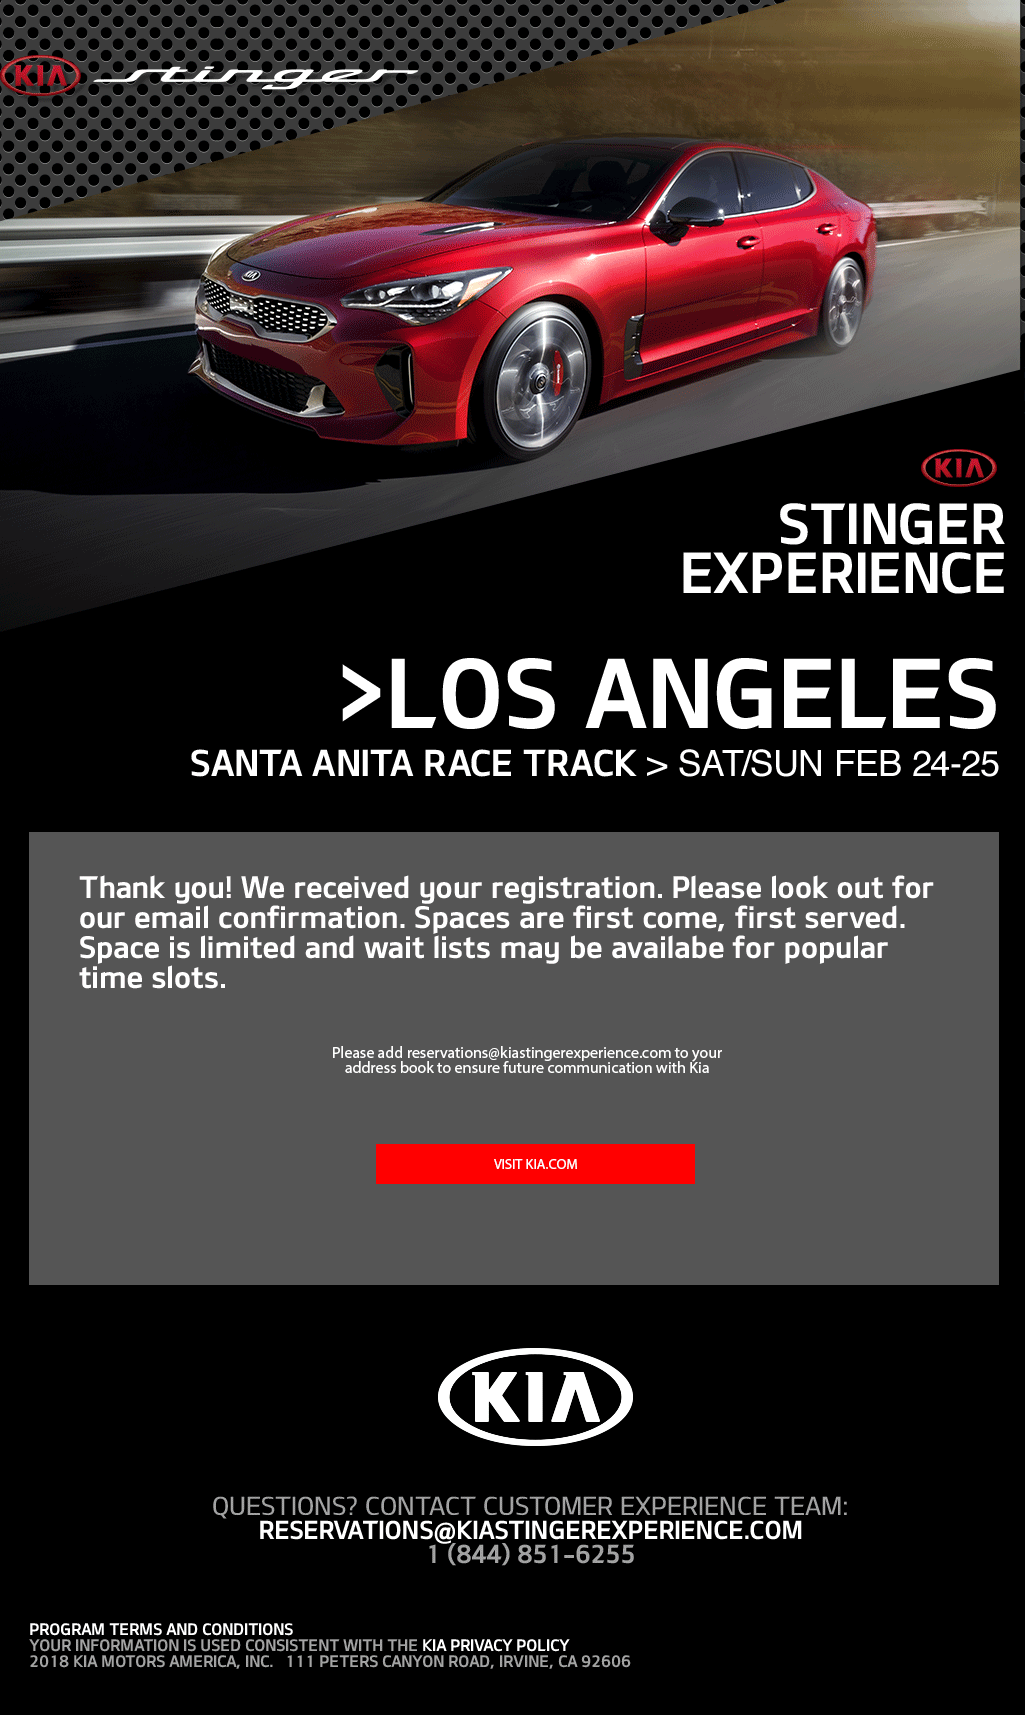 KIA stinger
KIA
KIA
STINGER
EXPERIENCE
>LOS ANGELES
SANTA ANITA RACE TRACK > SAT/SUN FEB 24-25
Thank you! We received your registration. Please look out for
our email confirmation. Spaces are first come, first served.
Space is limited and wait lists may be availabe for popular
time slots.
Please add reservations@kiastingerexperience.com to your
address book to ensure future communication with Kia
VISIT KIA.COM
KIA
QUESTIONS? CONTACT CUSTOMER EXPERIENCE TEAM:
RESERVATIONS@KIASTINGEREXPERIENCE.COM
1 (844) 851-6255
PROGRAM TERMS AND CONDITIONS
YOUR INFORMATION IS USED CONSISTENT WITH THE KIA PRIVACY POLICY
2018 KIA MOTORS AMERICA, INC. 111 PETERS CANYON ROAD, IRVINE, CA 92606